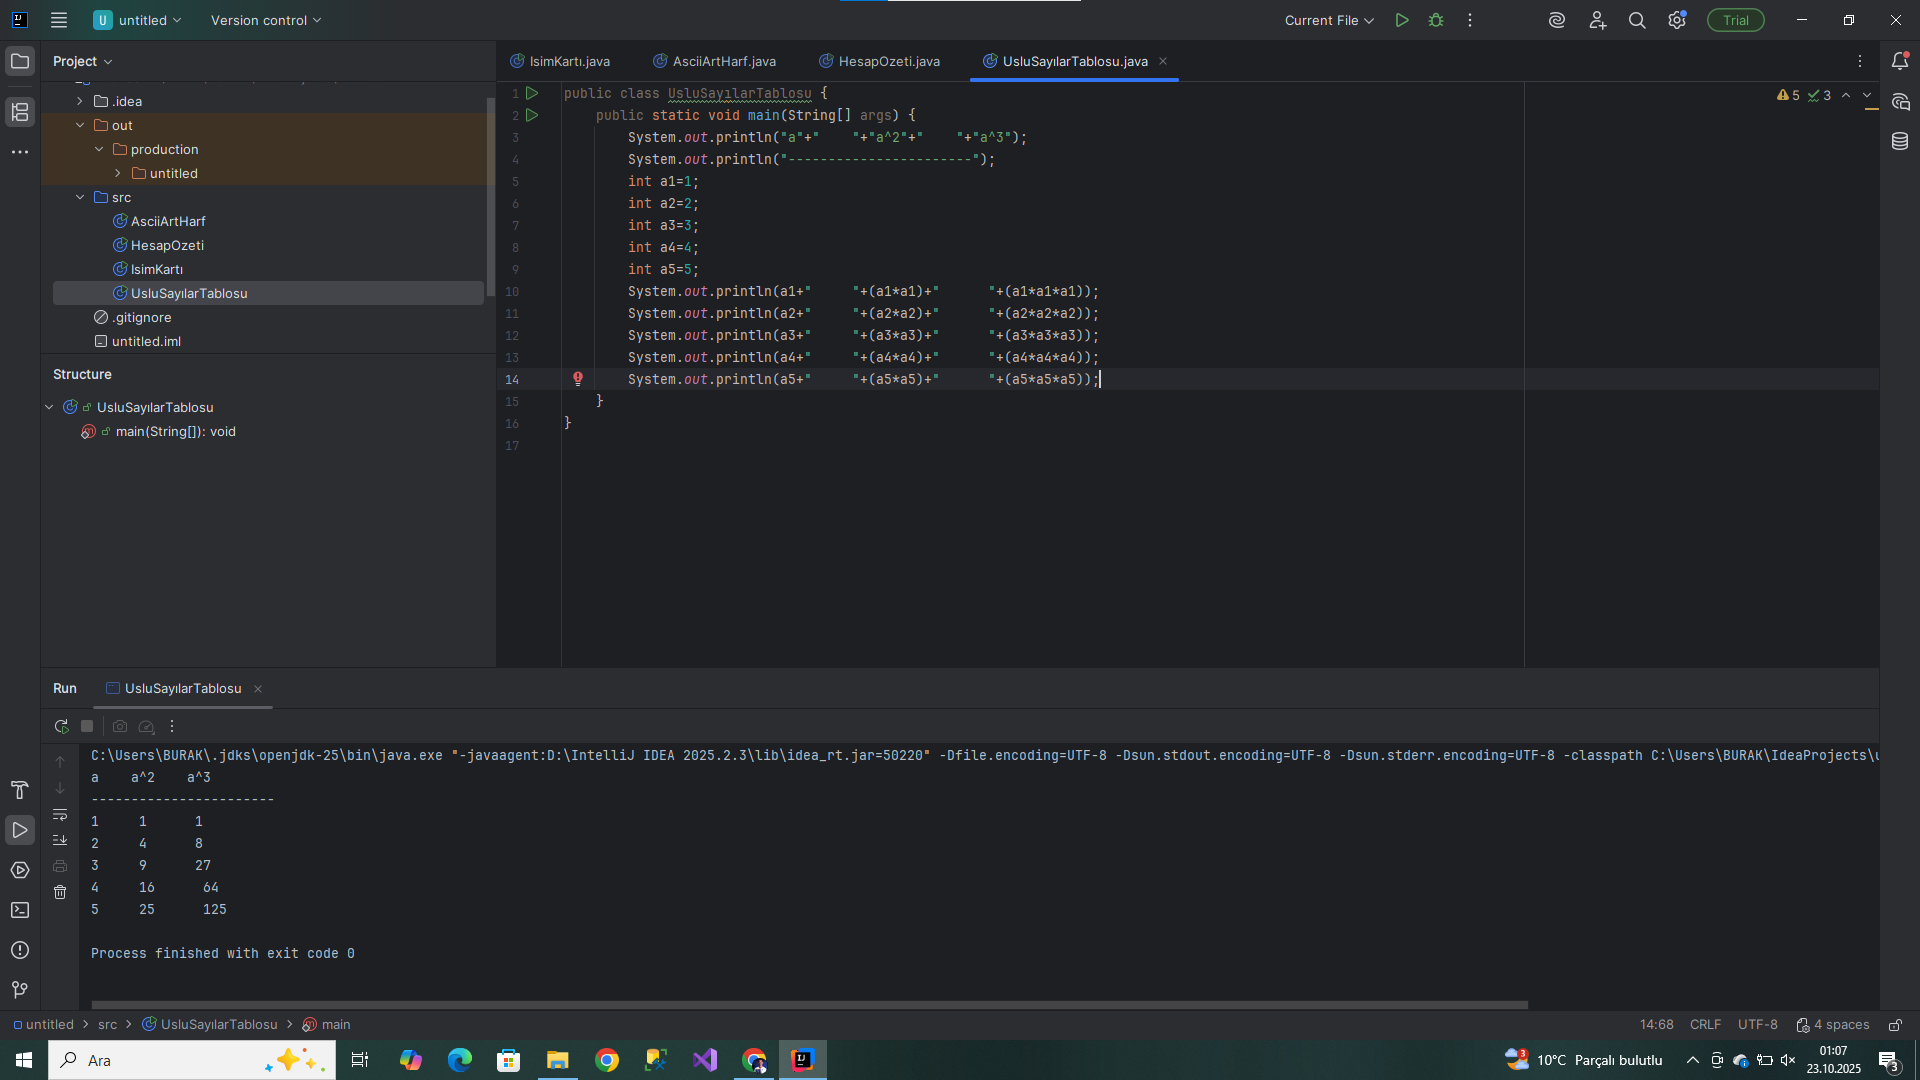 U untitled Version control Current File Trial
Project
IsimKartı.java AsciiArtHarf.java HesapOzeti.java UsluSayılarTablosu.java
.idea
out
production
untitled
src
AsciiArtHarf
HesapOzeti
IsimKartı
UsluSayılarTablosu
.gitignore
untitled.iml
Structure
UsluSayılarTablosu
main(String[]): void
5 3
1 public class UsluSayılarTablosu {
2 public static void main(String[] args) {
3 System.out.println("a"+"    "+"a^2"+"    "+"a^3");
4 System.out.println("-----------------------");
5 int a1=1;
6 int a2=2;
7 int a3=3;
8 int a4=4;
9 int a5=5;
10 System.out.println(a1+"     "+(a1*a1)+"      "+(a1*a1*a1));
11 System.out.println(a2+"     "+(a2*a2)+"      "+(a2*a2*a2));
12 System.out.println(a3+"     "+(a3*a3)+"      "+(a3*a3*a3));
13 System.out.println(a4+"     "+(a4*a4)+"      "+(a4*a4*a4));
14 System.out.println(a5+"     "+(a5*a5)+"      "+(a5*a5*a5));
15 }
16 }
17
Run UsluSayılarTablosu
C:\Users\BURAK\.jdks\openjdk-25\bin\java.exe "-javaagent:D:\IntelliJ IDEA 2025.2.3\lib\idea_rt.jar=50220" -Dfile.encoding=UTF-8 -Dsun.stdout.encoding=UTF-8 -Dsun.stderr.encoding=UTF-8 -classpath C:\Users\BURAK\IdeaProjects\
a    a^2    a^3
-----------------------
1     1      1
2     4      8
3     9      27
4     16      64
5     25      125
Process finished with exit code 0
untitled > src > UsluSayılarTablosu > main 14:68 CRLF UTF-8 4 spaces
Ara 3 10°C Parçalı bulutlu 01:07
23.10.2025 3